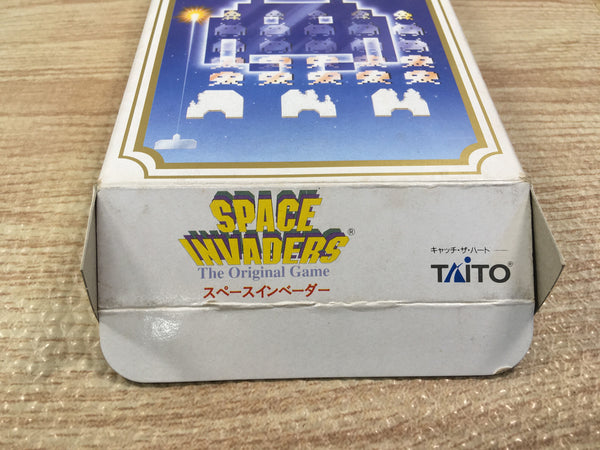 SPACE
INVADERS®
The Original Game
スペースインベーダー
キャッチ・ザ・ハート
TAITO®